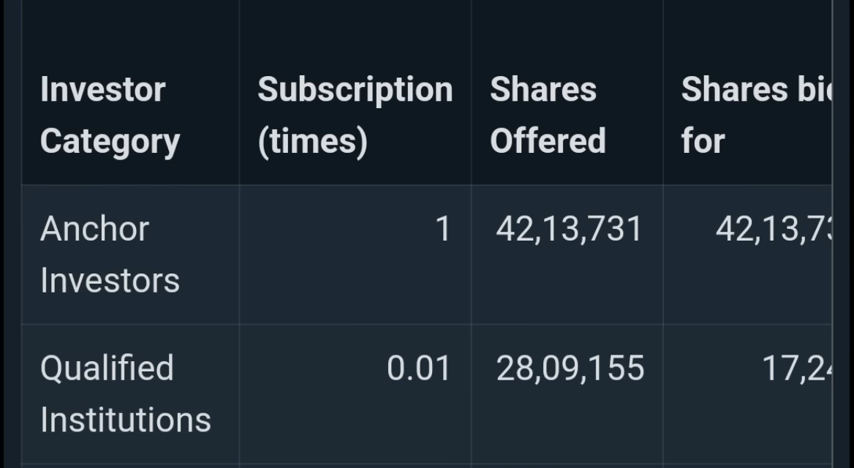 Investor Category
Subscription (times)
Shares Offered
Shares
for
Anchor Investors
1
42,13,731
Qualified Institutions
0.01
28,09,155